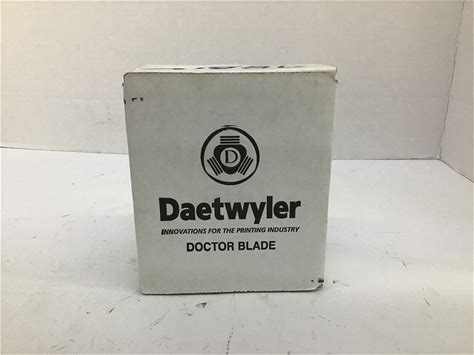 D
Daetwyler
INNOVATIONS FOR THE PRINTING INDUSTRY
DOCTOR BLADE